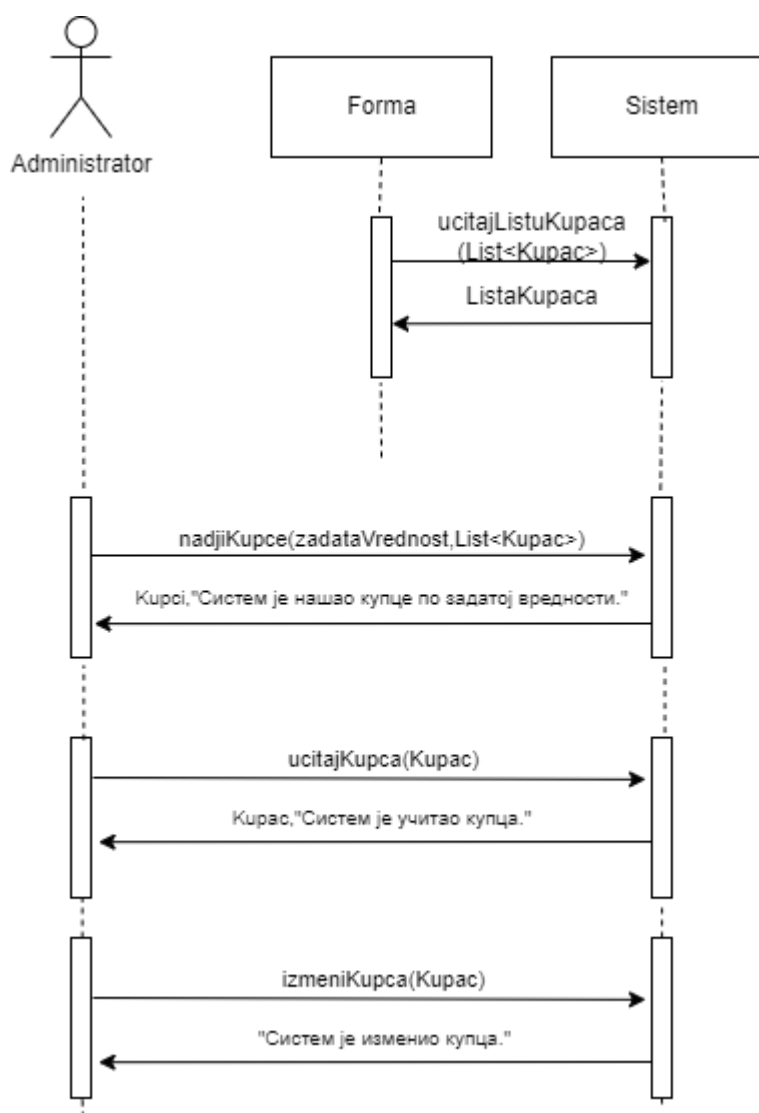 Forma
Sistem
Administrator
ucitajListuKupaca
(List<Kupac>)
ListaKupaca
nadjiKupce(zadataVrednost,List<Kupac>)
Kupci,"Систем је нашао купце по задатој вредности."
ucitajKupca(Kupac)
Kupac,"Систем је учитао купца."
izmeniKupca(Kupac)
"Систем је изменио купца."